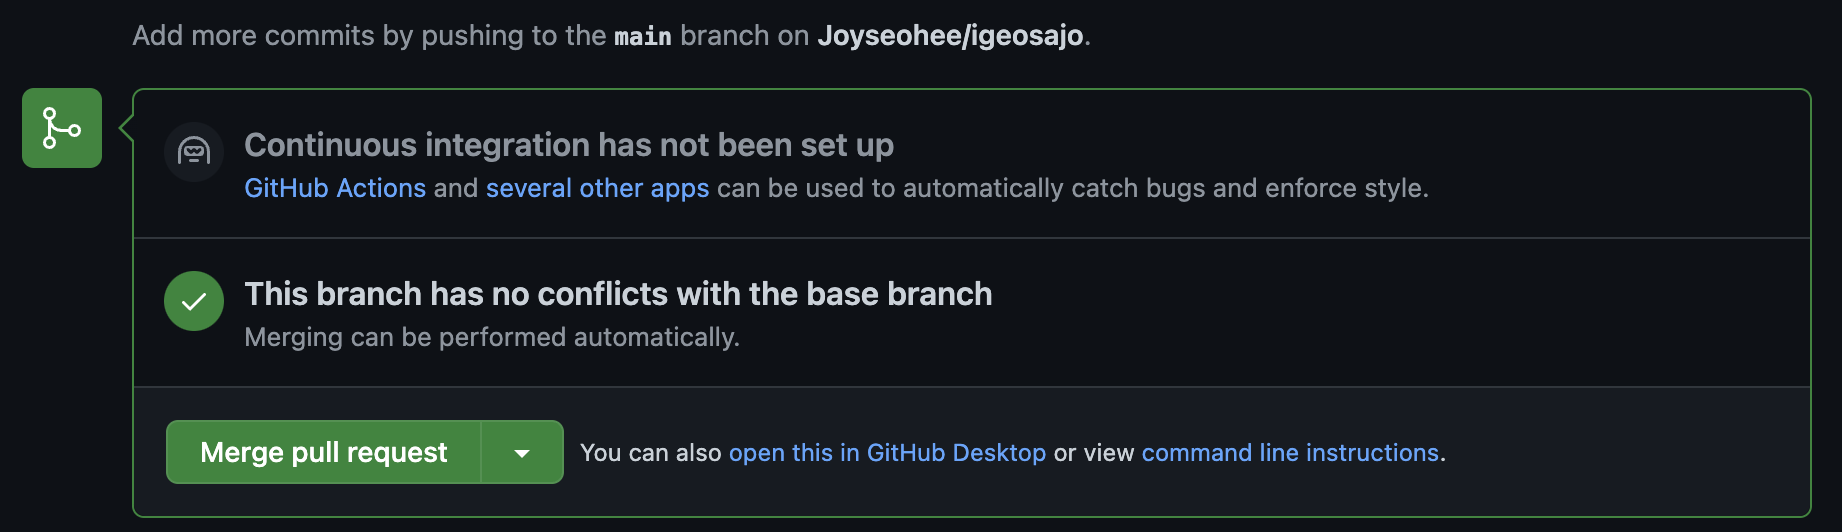 Add more commits by pushing to the main branch on Joyseohee/igeosajo.
Continuous integration has not been set up
GitHub Actions and several other apps can be used to automatically catch bugs and enforce style.
This branch has no conflicts with the base branch
Merging can be performed automatically.
Merge pull request
You can also open this in GitHub Desktop or view command line instructions.